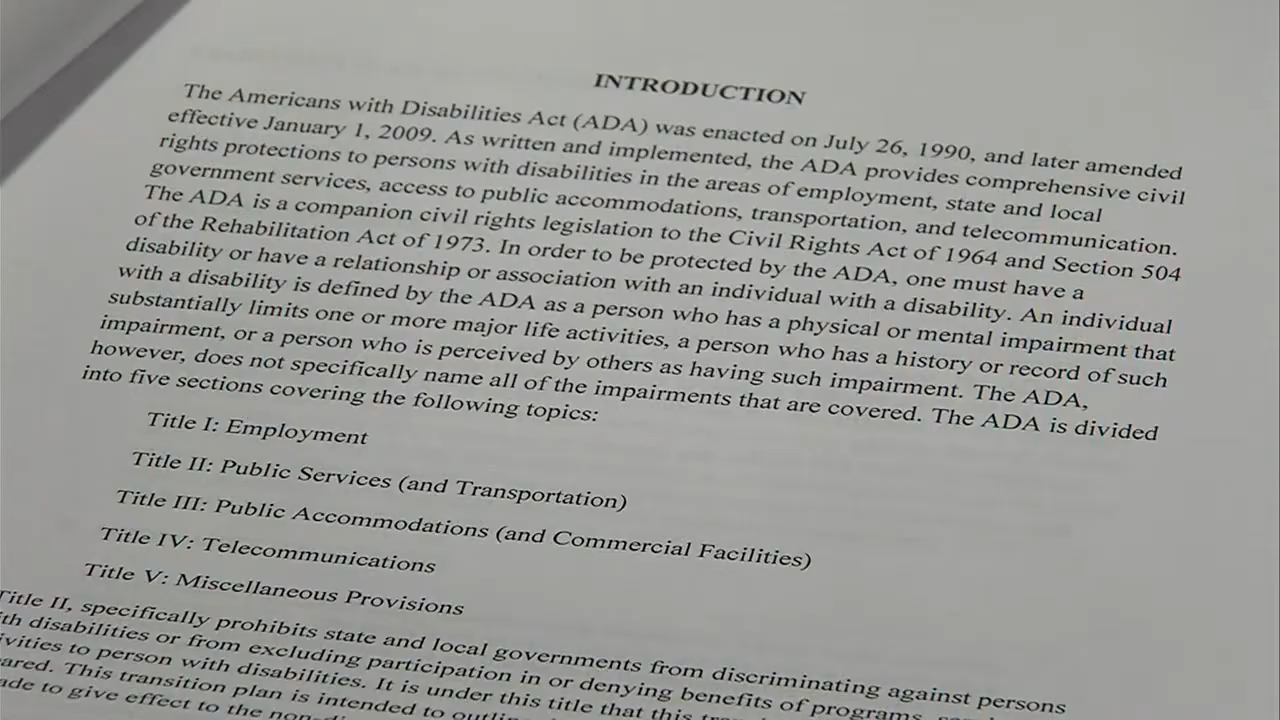 INTRODUCTION
The Americans with Disabilities Act (ADA) was enacted on July 26, 1990, and later amended
effective January 1, 2009. As written and implemented, the ADA provides comprehensive civil
rights protections to persons with disabilities in the areas of employment, state and local
government services, access to public accommodations, transportation, and telecommunication.
The ADA is a companion civil rights legislation to the Civil Rights Act of 1964 and Section 504
of the Rehabilitation Act of 1973. In order to be protected by the ADA, one must have a
disability or have a relationship or association with an individual with a disability. An individual
with a disability is defined by the ADA as a person who has a physical or mental impairment that
substantially limits one or more major life activities, a person who has a history or record of such
impairment, or a person who is perceived by others as having such impairment. The ADA,
however, does not specifically name all of the impairments that are covered. The ADA is divided
into five sections covering the following topics:
Title I: Employment
Title II: Public Services (and Transportation)
Title III: Public Accommodations (and Commercial Facilities)
Title IV: Telecommunications
Title V: Miscellaneous Provisions
Title II, specifically prohibits state and local governments from discriminating against persons
with disabilities or from excluding participation in or denying benefits of programs,
to person with disabilities. It is under this title that this
This transition plan is intended to
to give effect to the